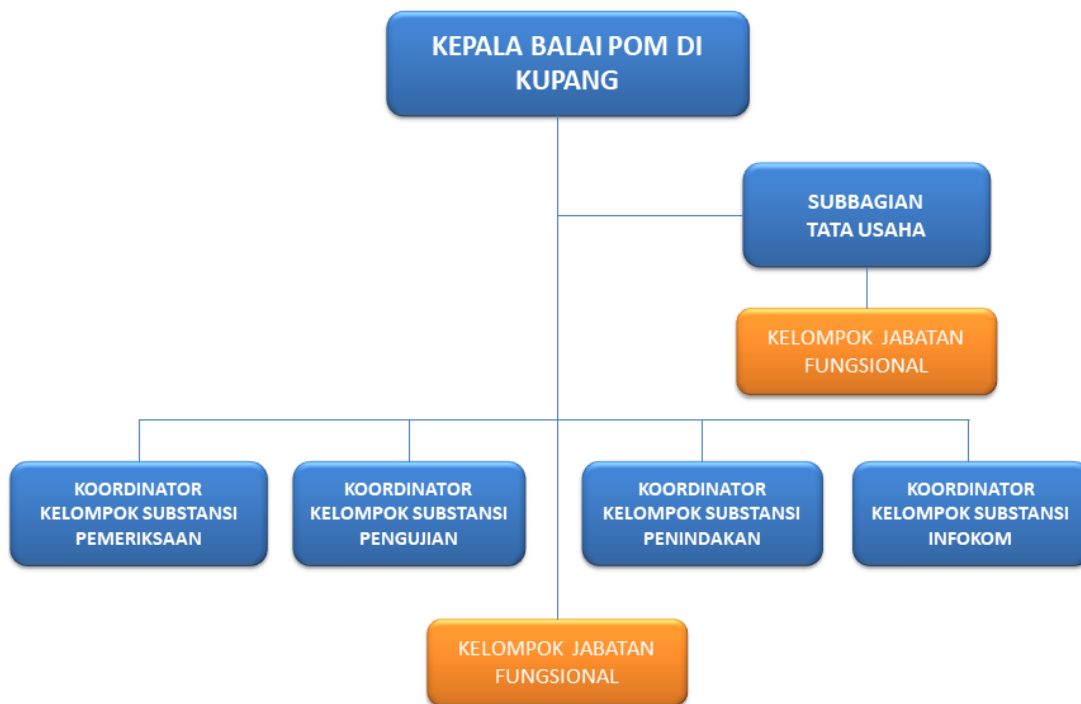 KEPALA BALAI POM DI
KUPANG
SUBBAGIAN
TATA USAHA
KELOMPOK JABATAN
FUNGSIONAL
KOORDINATOR
KELOMPOK SUBSTANSI
PEMERIKSAAN
KOORDINATOR
KELOMPOK SUBSTANSI
PENGUJIAN
KOORDINATOR
KELOMPOK SUBSTANSI
PENINDAKAN
KOORDINATOR
KELOMPOK SUBSTANSI
INFOKOM
KELOMPOK JABATAN
FUNGSIONAL